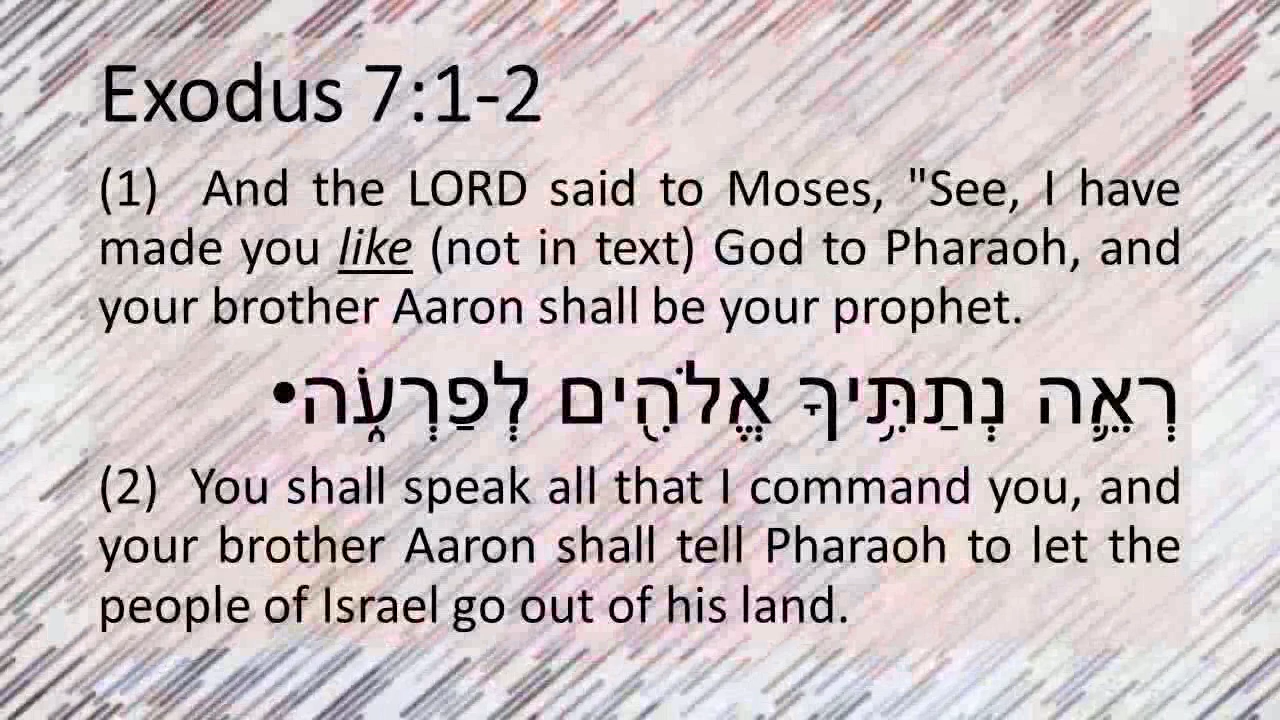 Exodus 7:1-2
(1) And the LORD said to Moses, "See, I have
made you like (not in text) God to Pharaoh, and
your brother Aaron shall be your prophet.
•רְאֵ֛ה נְתַתִּ֥יךָ אֱלֹהִ֖ים לְפַרְעֹ֑ה
(2) You shall speak all that I command you, and
your brother Aaron shall tell Pharaoh to let the
people of Israel go out of his land.